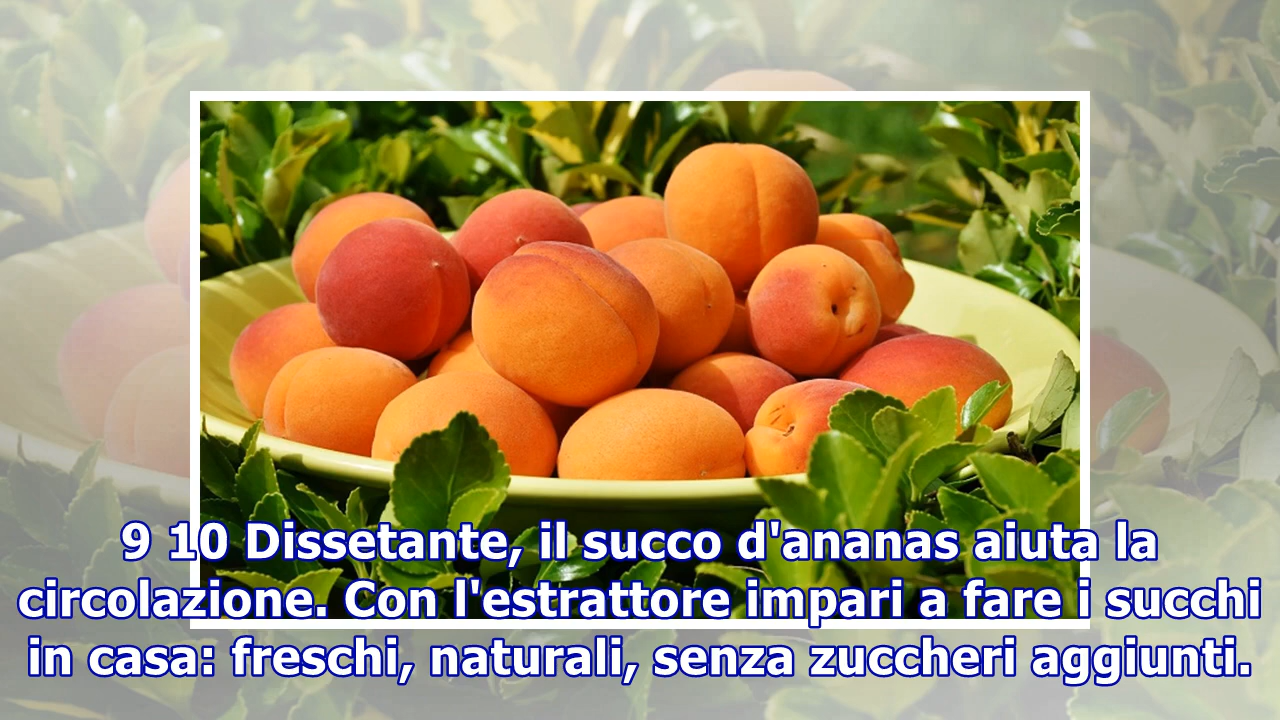 9 10 Dissetante, il succo d'ananas aiuta la
circolazione. Con l'estrattore impari a fare i succhi
in casa: freschi, naturali, senza zuccheri aggiunti.